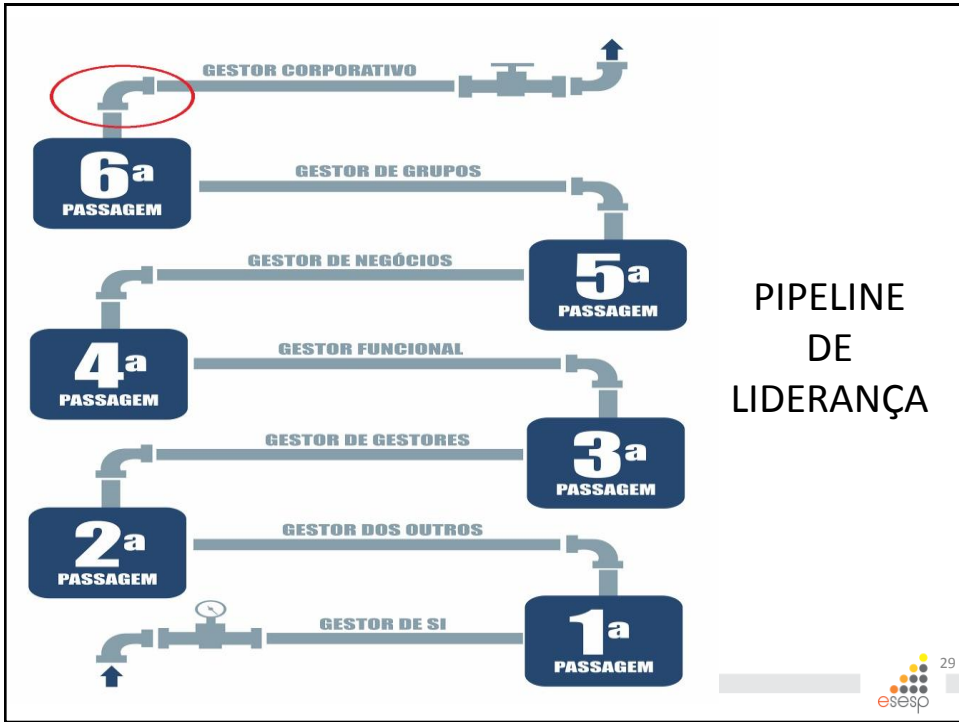 GESTOR CORPORATIVO
6ª
PASSAGEM
GESTOR DE GRUPOS
5ª
PASSAGEM
GESTOR DE NEGÓCIOS
4ª
PASSAGEM
GESTOR FUNCIONAL
3ª
PASSAGEM
GESTOR DE GESTORES
2ª
PASSAGEM
GESTOR DOS OUTROS
1ª
PASSAGEM
GESTOR DE SI
PIPELINE
DE
LIDERANÇA
29
esesp